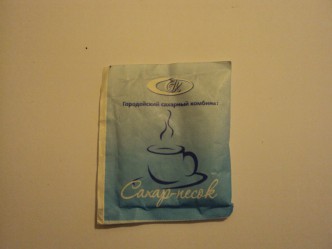 Городейский сахарный комбинат
Сахар-песок